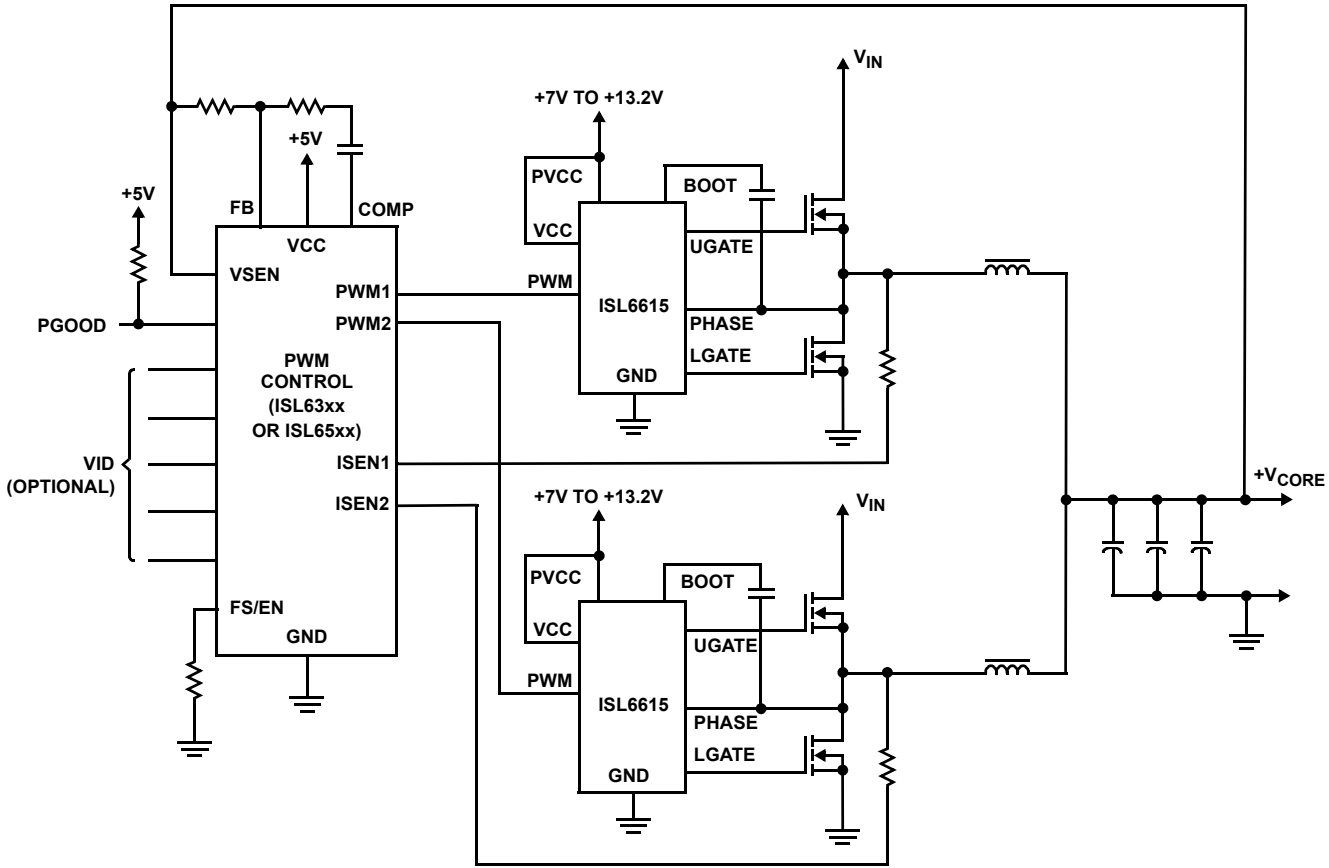 V_IN
+7V TO +13.2V
+5V
PVCC
BOOT
+5V
FB
COMP
VCC
VCC
UGATE
VSEN
PWM1
PWM
ISL6615
PGOOD
PWM2
PHASE
LGATE
PWM
CONTROL
(ISL63xx
OR ISL65xx)
GND
VID
(OPTIONAL)
ISEN1
+V_CORE
ISEN2
+7V TO +13.2V
V_IN
PVCC
BOOT
FS/EN
GND
VCC
UGATE
PWM
ISL6615
PHASE
LGATE
GND